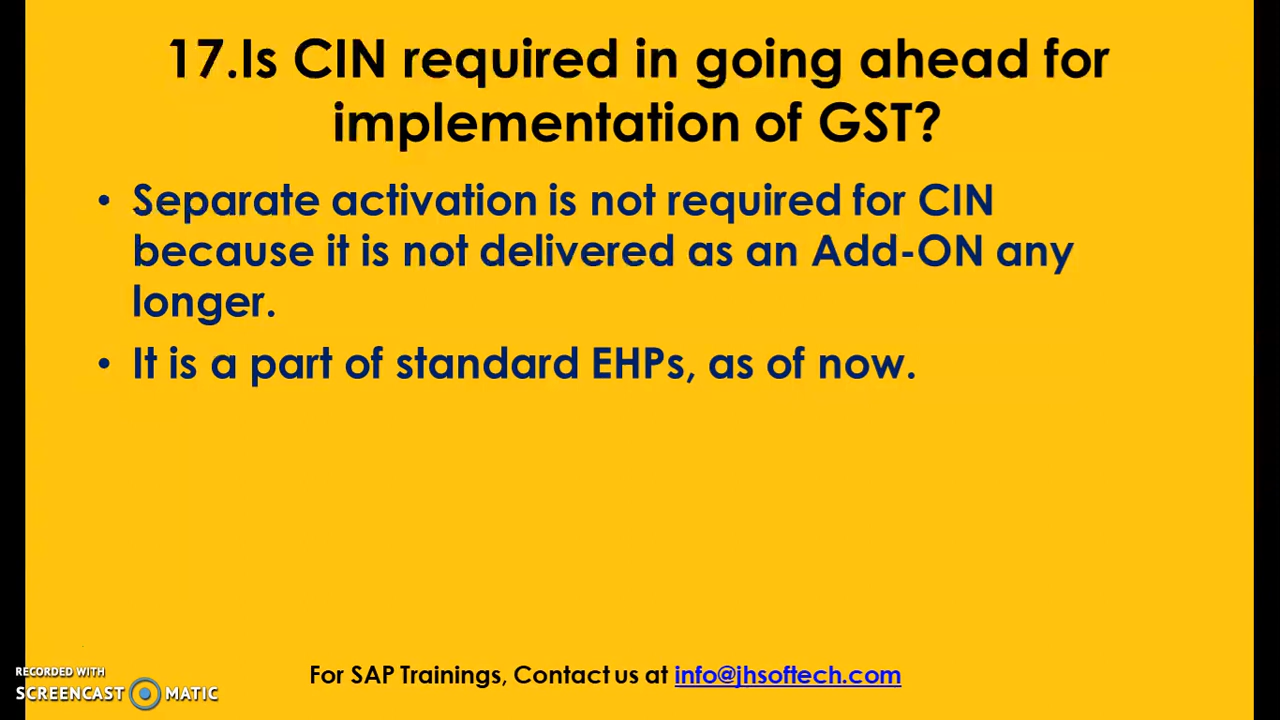 17.Is CIN required in going ahead for
implementation of GST?
• Separate activation is not required for CIN
because it is not delivered as an Add-ON any
longer.
• It is a part of standard EHPs, as of now.
For SAP Trainings, Contact us at info@jhsoftech.com
RECORDED WITH
SCREENCAST MATIC